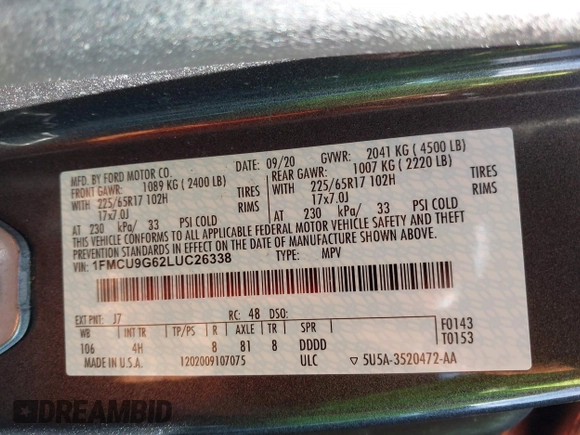 MFD. BY FORD MOTOR CO. 09/20 GVWR: 2041 KG ( 4500 LB)
FRONT GAWR: 1089 KG ( 2400 LB) REAR GAWR: 1007 KG ( 2220 LB)
WITH 225/65R17 102H TIRES WITH 225/65R17 102H TIRES
17x7.0J RIMS 17x7.0J RIMS
AT 230 kPa/ 33 PSI COLD AT 230 kPa/ 33 PSI COLD
THIS VEHICLE CONFORMS TO ALL APPLICABLE FEDERAL MOTOR VEHICLE SAFETY AND THEFT
PREVENTION STANDARDS IN EFFECT ON THE DATE OF MANUFACTURE SHOWN ABOVE.
VIN: 1FMCU9G62LUC26338 TYPE: MPV
EXT PNT: J7 RC: 48 DSO:
WB INT TR TP/PS R AXLE TR SPR F0143
106 4H 8 81 8 DDDD T0153
MADE IN U.S.A. 1202009107075 ULC ▽ 5U5A-3520472-AA
DREAMBID